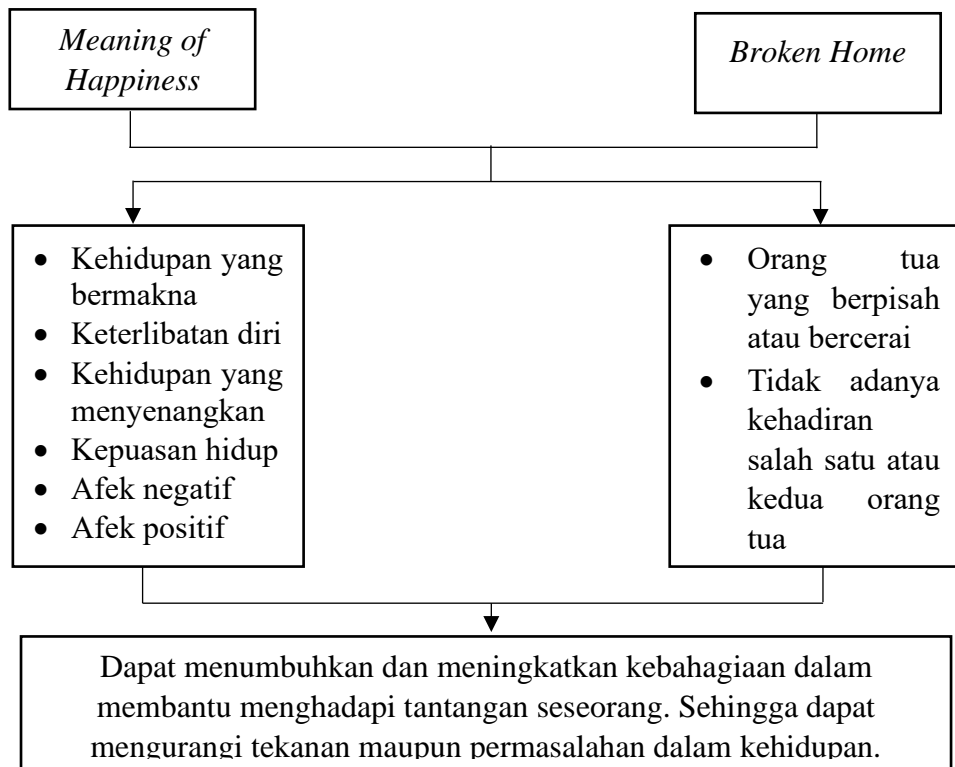 Meaning of
Happiness
Broken Home
• Kehidupan yang
bermakna
• Keterlibatan diri
• Kehidupan yang
menyenangkan
• Kepuasan hidup
• Afek negatif
• Afek positif
• Orang tua
yang berpisah
atau bercerai
• Tidak adanya
kehadiran
salah satu atau
kedua orang
tua
Dapat menumbuhkan dan meningkatkan kebahagiaan dalam
membantu menghadapi tantangan seseorang. Sehingga dapat
mengurangi tekanan maupun permasalahan dalam kehidupan.